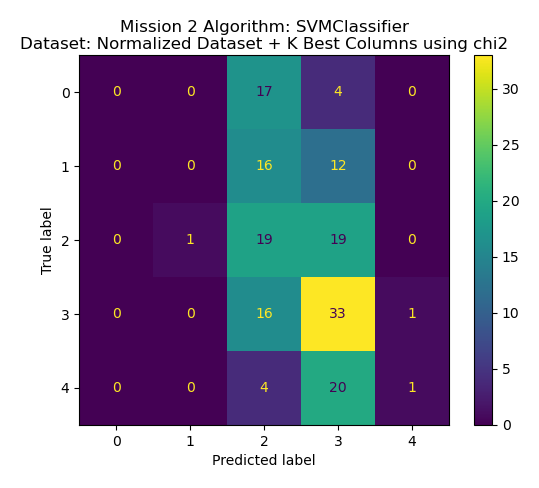 Mission 2 Algorithm: SVMClassifier
Dataset: Normalized Dataset + K Best Columns using chi2
0 0 0 17 4 0
1 0 0 16 12 0
2 0 1 19 19 0
3 0 0 16 33 1
4 0 0 4 20 1
0 1 2 3 4
True label
Predicted label
30
25
20
15
10
5
0